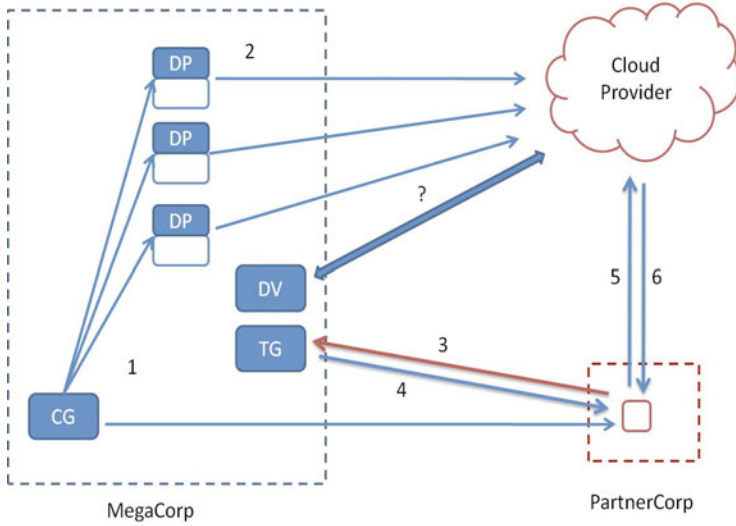 2
DP
Cloud
Provider
DP
?
DP
DV
5
6
TG
3
1
4
CG
MegaCorp
PartnerCorp